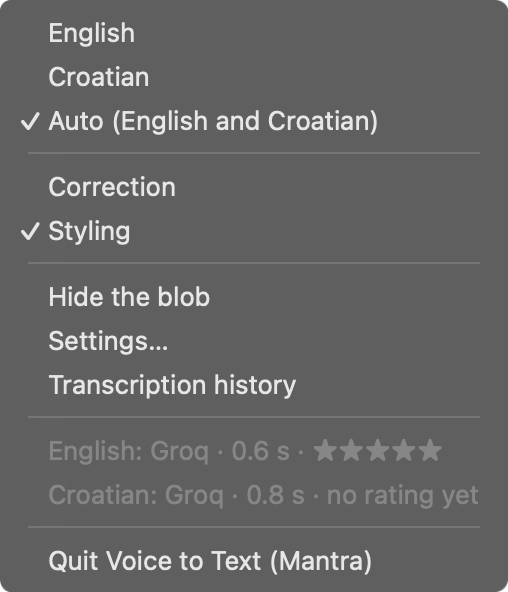 English
Croatian
✓ Auto (English and Croatian)
Correction
✓ Styling
Hide the blob
Settings...
Transcription history
English: Groq · 0.6 s · ★★★★★
Croatian: Groq · 0.8 s · no rating yet
Quit Voice to Text (Mantra)